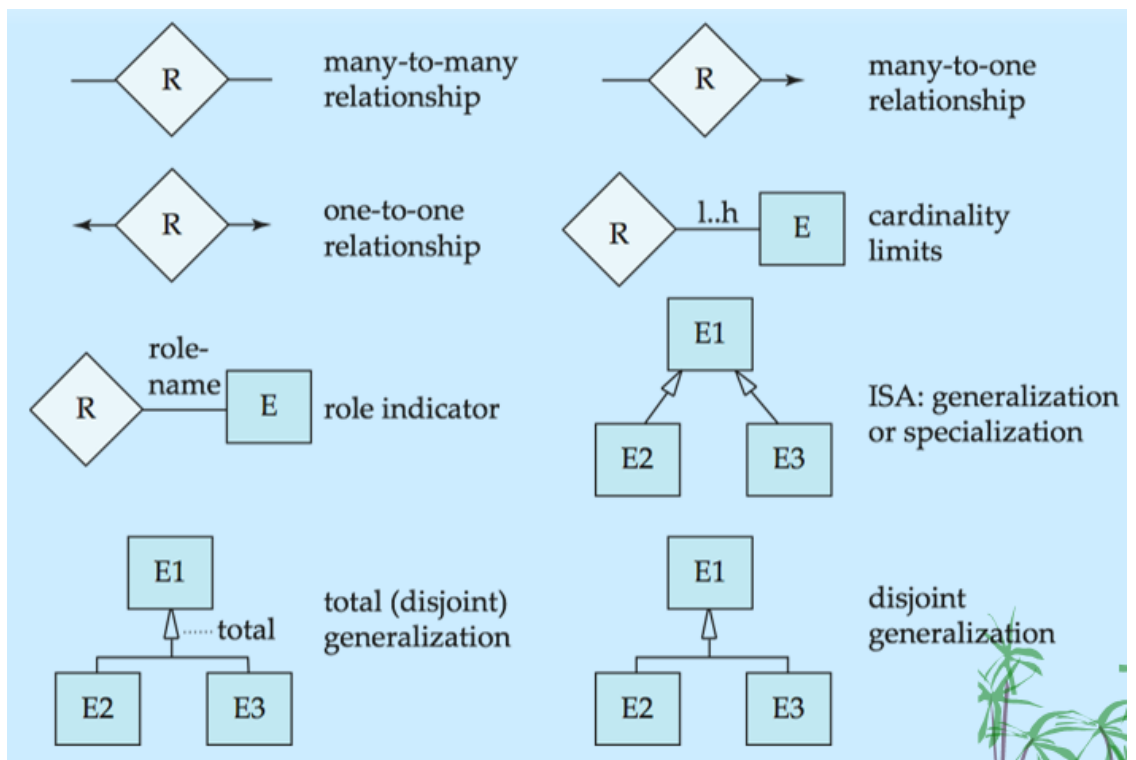 R
many-to-many
relationship
R
many-to-one
relationship
R
one-to-one
relationship
R
l..h
E
cardinality
limits
R
role-
name
E
role indicator
E1
E2
E3
ISA: generalization
or specialization
E1
total
E2
E3
total (disjoint)
generalization
E1
E2
E3
disjoint
generalization